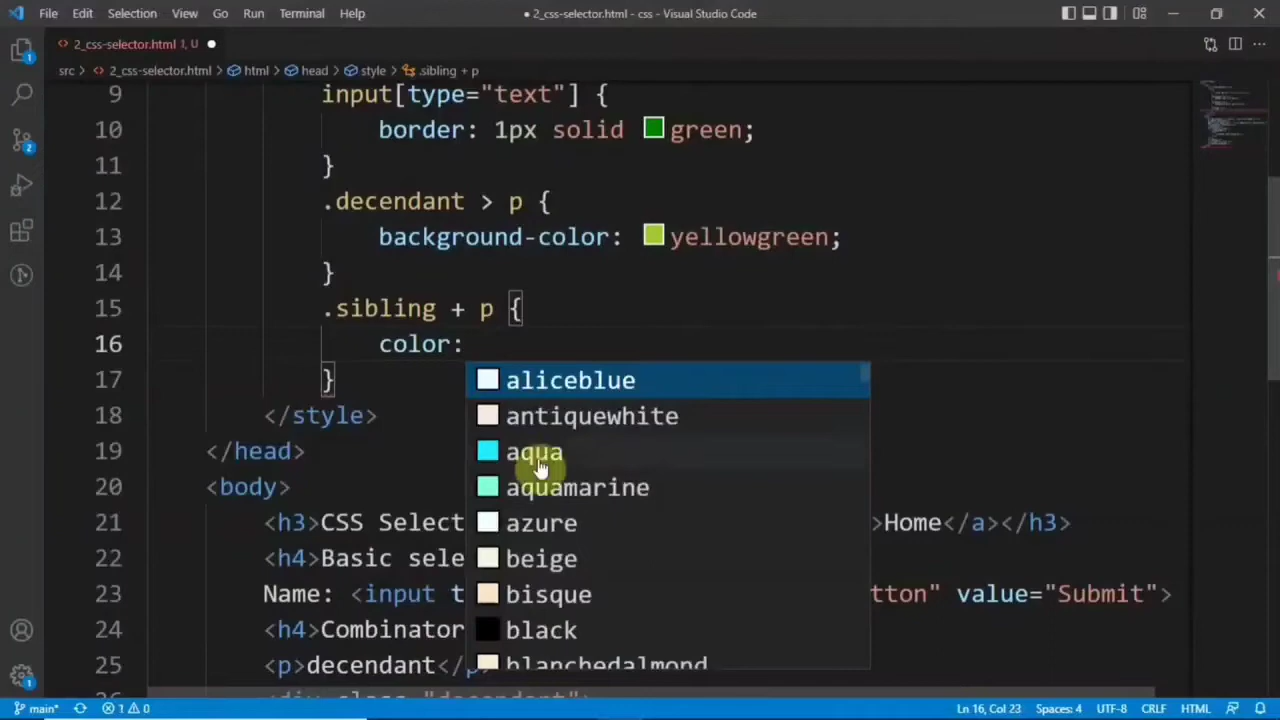 File Edit Selection View Go Run Terminal Help
● 2_css-selector.html - css - Visual Studio Code
<> 2_css-selector.html 1, U ●
src > <> 2_css-selector.html > html > head > style > .sibling + p
9 input[type="text"] {
10 border: 1px solid green;
11 }
12 .decendant > p {
13 background-color: yellowgreen;
14 }
15 .sibling + p {
16 color:
17 }
aliceblue
18 </style>
antiquewhite
19 </head>
aqua
20 <body>
aquamarine
21 <h3>CSS Select >Home</a></h3>
azure
22 <h4>Basic sele
beige
23 Name: <input t tton" value="Submit">
bisque
24 <h4>Combinator
black
25 <p>decendant</p>
blanchedalmond
26 <div class="decendant">
main* 1 0 Ln 16, Col 23 Spaces: 4 UTF-8 CRLF HTML